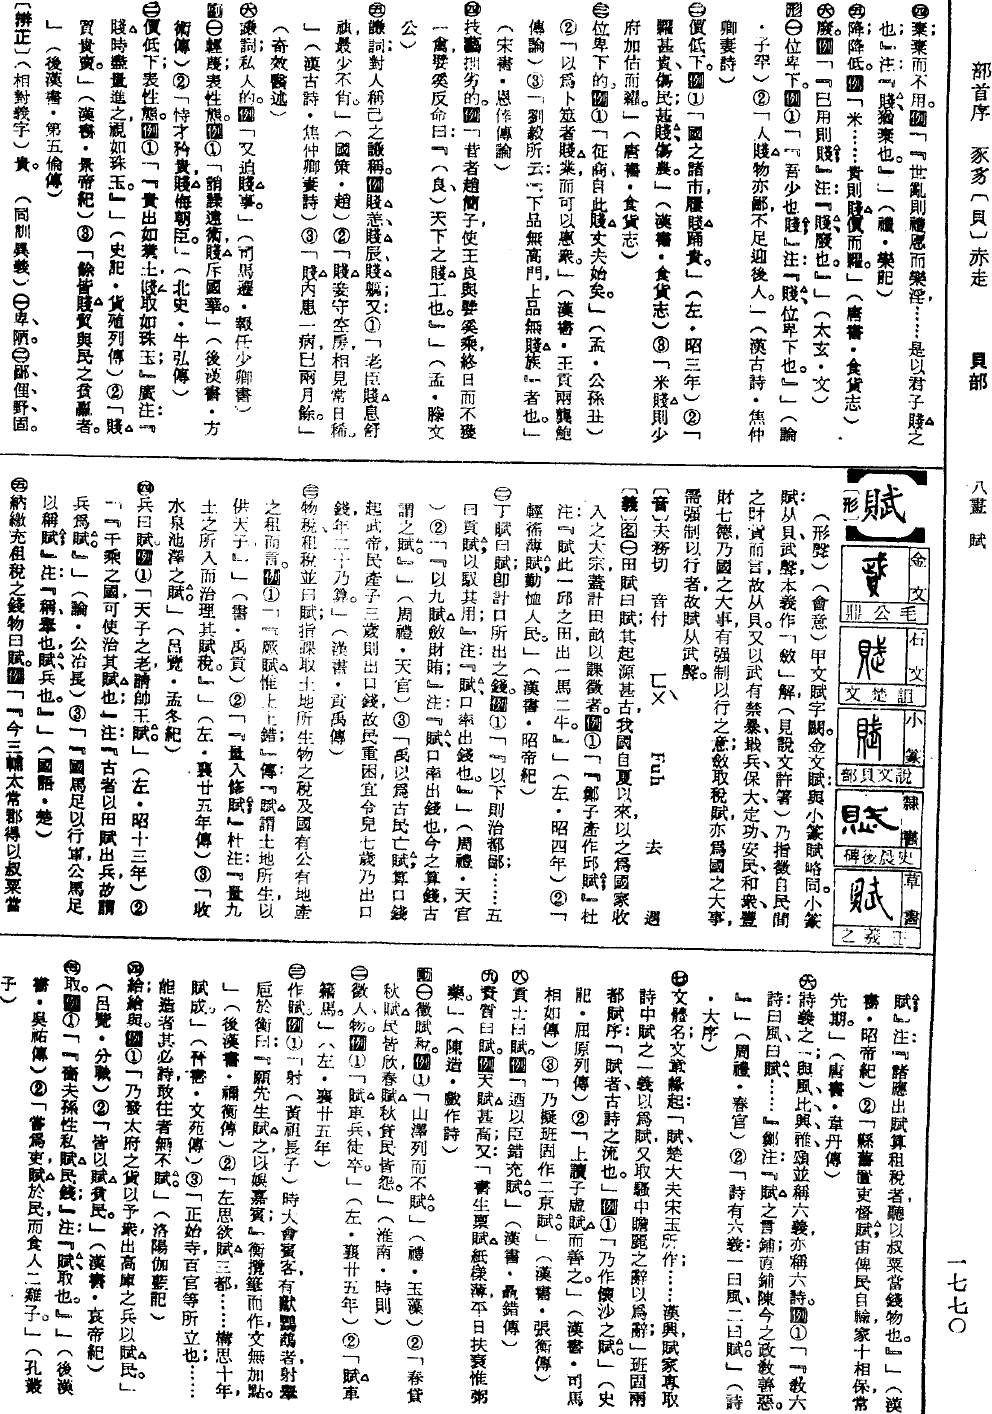 部首序　豕豸〔貝〕赤走　貝部　八畫　賦　一七七〇
㊃棄棄而不用。例「『世亂則禮慝而樂淫，……是以君子賤之
也。』注：『賤猶棄也。』」（禮・樂記）
㊄降降低。例「米……貴則賤價而糶」（唐書・食貨志）
㊅廢。例「『已用則賤』注：『賤廢也。』」（太玄・文）
形㊀位卑下。例①「『吾少也賤』注：『賤位卑下也。』」（論
・子罕）②「人賤物亦鄙，不足迎後人。」（漢古詩・焦仲
卿妻詩）
㊁價低下。例①「國之諸市，屨賤踊貴」（左・昭三年）②「
糶甚貴傷民，甚賤傷農」（漢書・食貨志）③「米賤則少
府加估而糴」（唐書・食貨志）
㊂位卑下的。例①「征商自此賤丈夫始矣。」（孟・公孫丑）
②「以為卜筮者賤業，而可以惠衆」（漢書・王貢兩龔鮑
傳論）③「劉毅所云：『下品無高門，上品無賤族』者也。」
（宋書・恩倖傳論）
㊃技藝拙劣的。例「昔者趙簡子使王良與嬖奚乘，終日而不獲
一禽，嬖奚反命曰：『（良）天下之賤工也。』」（孟・滕文
公）
㊄謙詞對人稱己之謙稱。例賤恙、賤辰、賤軀。又①「老臣賤息舒
祺最少不肖」（國策・趙）②「賤妾守空房，相見常日稀。
」（漢古詩・焦仲卿妻詩）③「賤內患一病，已兩月餘。」
（奇效醫述）
㊅謙詞私人的。例「又迫賤事」（司馬遷・報任少卿書）
副㊀輕蔑表性態。例①「詣謨遠術，賤斥國華」（後漢書・方
術傳）②「恃才矜貴，賤侮朝臣」（北史・牛弘傳）
㊁價低下表性態。例①「『貴出如糞土，賤取如珠玉』廣注：『
賤時盡量進之，視如珠玉。』」（史記・貨殖列傳）②「賤
買貴賣」（漢書・景帝紀）③「餘皆賤貿與民之貧羸者。
」（後漢書・第五倫傳）
〔辨正〕（相對義字）貴。　（同訓異義）㊀卑、陋。㊁鄙、俚、野、固。
賦〔形〕
金文　毛公鼎
石文　詛楚文
小篆　說文貝部
隸書　史晨後碑
草書　王羲之
（形聲）（會意）甲文賦字闕。金文賦與小篆賦略同。小篆
賦从貝武聲，本義作「斂」解（見說文許箸），乃指徵自民間
之財貨而言，故从貝。又以武有禁暴、戢兵、保大、定功、安民、和衆、豐
財七德，乃國之大事，有強制以行之意，斂取稅賦亦爲國之大事，
需強制以行者，故賦从武聲。
〔音〕夫務切　音付　ㄈㄨˋ　Fuh　去　遇
〔義〕名㊀田賦曰賦，其起源甚古，我國自夏以來以之爲國家收
入之大宗，蓋計田畝以課徵者。例①「『鄭子產作邱賦』杜
注：『賦此一邱之田，出一馬三牛。』」（左・昭四年）②「
輕徭薄賦，勤恤人民。」（漢書・昭帝紀）
㊁丁賦曰賦，即計口所出之錢。例①「『以下則治都鄙……五
曰賦貢，以馭其用』注：『賦，口率出錢也。』」（周禮・天官
）②「『以九賦斂財賄』注：『賦，口率出錢也，今之算錢，古
謂之賦。』」（周禮・天官）③「禹以爲古民亡賦算，口錢
起武帝，民產子三歲則出口錢，故民重困，宜令兒七歲乃出口
錢，年二十乃算。」（漢書・貢禹傳）
㊂物稅租稅並曰賦，指採取土地所生物之稅及國有公有地產
之租而言。例①「『厥賦惟上上錯』傳：『賦謂土地所生，以
供天子。』」（書・禹貢）②「『量入修賦』杜注：『量九
土之所入而治理其賦稅。』」（左・襄廿五年傳）③「收
水泉池澤之賦。」（呂覽・孟冬紀）
㊃兵曰賦。例①「天子之老，請帥王賦」（左・昭十三年）②
「『千乘之國，可使治其賦也』注：『古者以田賦出兵，故謂
兵爲賦。』」（論・公冶長）③「『國馬足以行軍，公馬足
以稱賦』注：『稱舉也，賦兵也。』」（國語・楚）
㊄納繳充租稅之錢物曰賦。例「『今三輔太常郡得以叔粟當
賦』注：『諸應出賦算租稅者，聽以叔粟當錢物也。』」（漢
書・昭帝紀）②「縣舊置吏督賦，宙俾民自輸，家十相保，常
先期。」（唐書・韋丹傳）
㊅詩義之一，與風、比、興、雅、頌並稱六義，亦稱六詩。例①「『教六
詩：曰風、曰賦……』鄭注：『賦之言鋪，直鋪陳今之政教善惡。
』」（周禮・春官）②「詩有六義：一曰風，二曰賦」（詩
・大序）
㊆文體名。文章緣起：「賦，楚大夫宋玉所作；……漢興，賦家專取
詩中賦之一義以爲賦，又取騷中瞻麗之辭以爲辭」班固兩
都賦序：「賦者，古詩之流也。」例①「乃作懷沙之賦」（史
記・屈原列傳）②「上讀子虛賦而善之。」（漢書・司馬
相如傳）③「乃擬班固作二京賦。」（漢書・張衡傳）
㊇貢士曰賦。例「迺以臣錯充賦。」（漢書・鼂錯傳）
㊈資質曰賦。例天賦甚高。又「書生稟賦紙樣薄，平日扶衰惟粥
藥。」（陳造・戲作詩）
動㊀徵賦稅。例①「山澤列而不賦。」（禮・玉藻）②「春貸
秋賦民皆欣，春賦秋貸民皆怨。」（淮南・時則）
㊁徵人物。例①「賦車兵徒卒」（左・襄廿五年）②「賦車
籍馬。」（左・襄廿五年）
㊂作賦。例①「射（黃祖長子）時大會賓客，有獻鸚鵡者，射舉
卮於衡曰：『願先生賦之，以娛嘉賓』衡攬筆而作，文無加點。
」（後漢書・禰衡傳）②「左思欲賦三都，……構思十年，
賦成」（晉書・文苑傳）③「正始寺，百官等所立也；……
能造者其必詩，敢往者無不賦。」（洛陽伽藍記）
㊃給給與。例①「乃發太府之貨以予衆，出高庫之兵以賦民。」
（呂覽・分職）②「皆以賦貧民。」（漢書・哀帝紀）
㊄取。例①「『嗇夫孫性私賦民錢』注：『賦取也。』」（後漢
書・吳祐傳）②「嘗爲吏，賦於民而食人二雞子。」（孔叢
子）